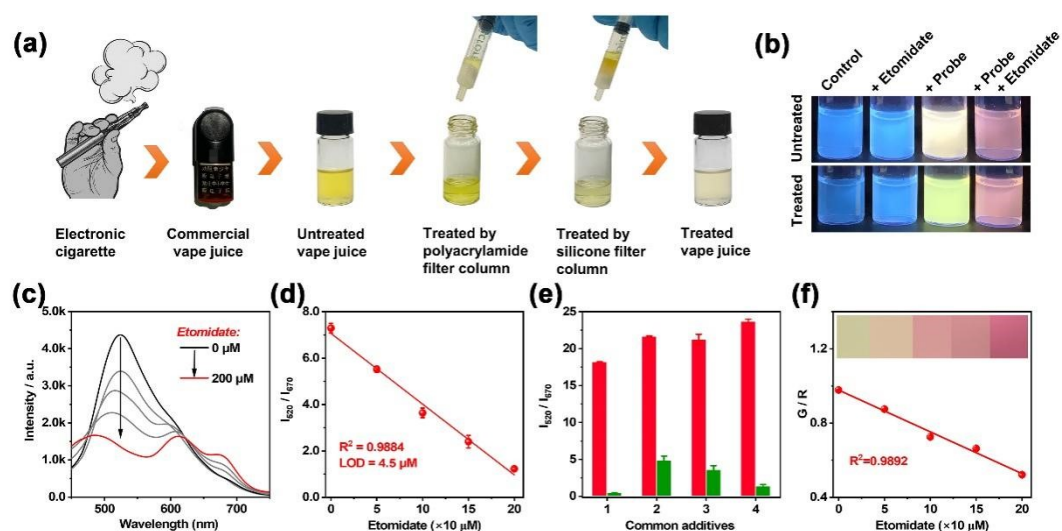 (a)
Electronic
cigarette
Commercial
vape juice
Untreated
vape juice
Treated by
polyacrylamide
filter column
Treated by
silicone filter
column
Treated
vape juice
(b)
Control
+ Etomidate
+ Probe
+ Probe
+ Etomidate
Untreated
Treated
(c)
Intensity / a.u.
5.0k
4.0k
3.0k
2.0k
1.0k
0.0
Etomidate:
0 μM
200 μM
500 600 700
Wavelength (nm)
(d)
I520 / I670
8.0
6.0
4.0
2.0
0.0
R² = 0.9884
LOD = 4.5 μM
0 5 10 15 20
Etomidate (×10 μM)
(e)
I520 / I670
25
20
15
10
5
0
1 2 3 4
Common additives
(f)
G / R
1.2
0.8
0.4
R²=0.9892
0 5 10 15 20
Etomidate (×10 μM)